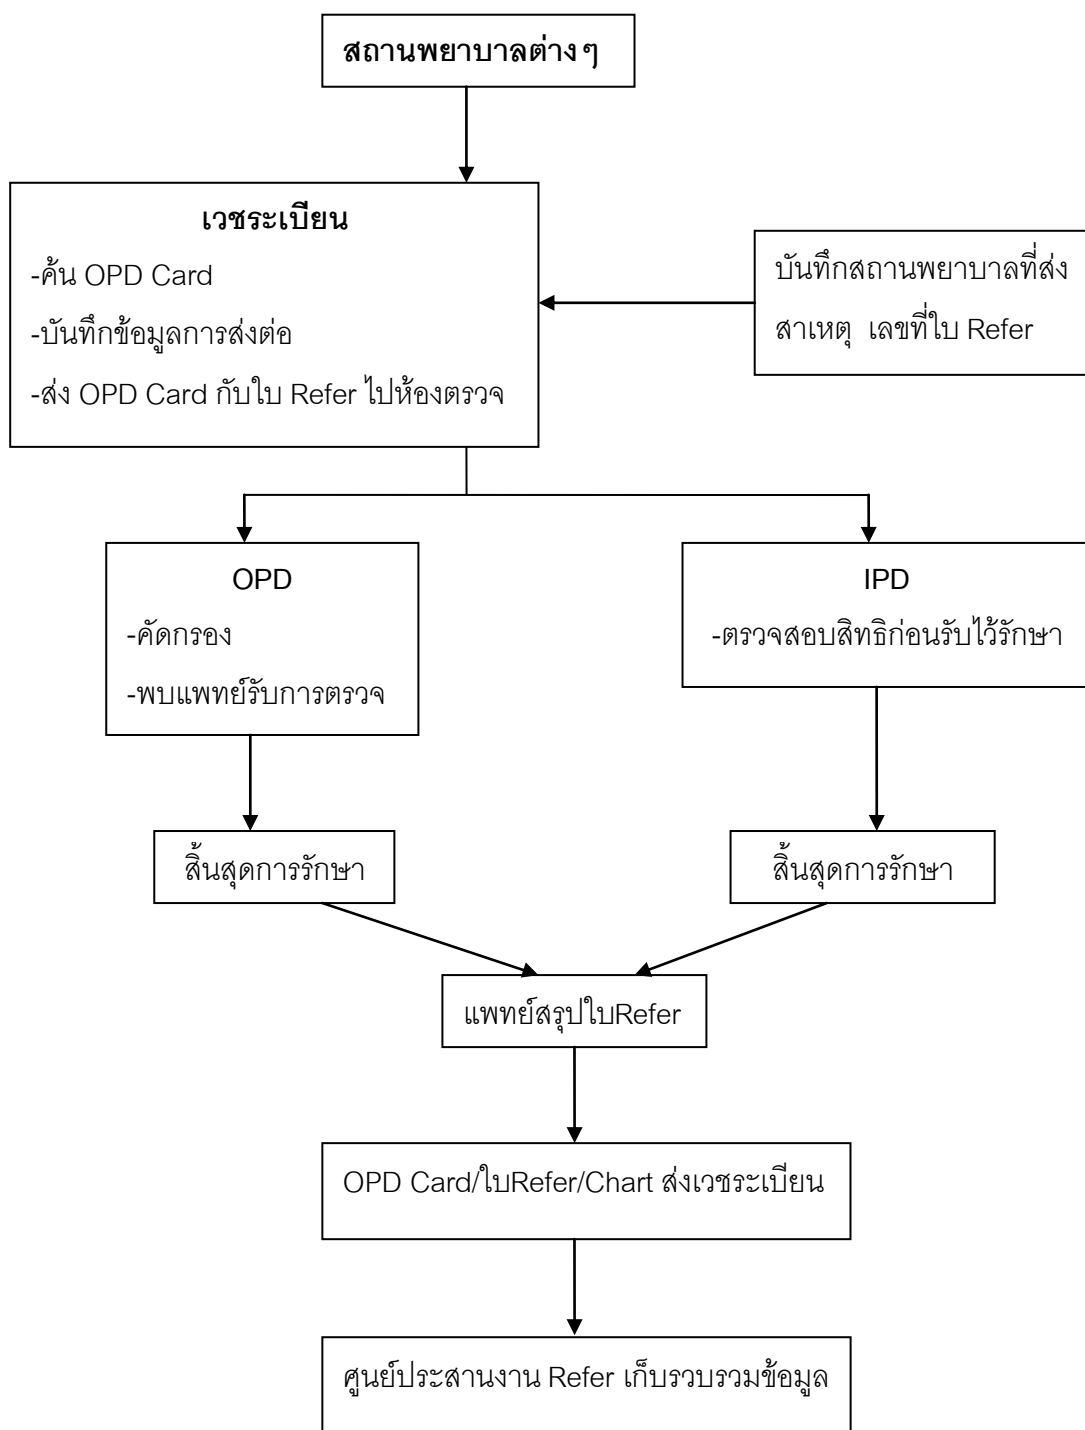 สถานพยาบาลต่างๆ
เวชระเบียน
-ค้น OPD Card
-บันทึกข้อมูลการส่งต่อ
-ส่ง OPD Card กับใบ Refer ไปห้องตรวจ
บันทึกสถานพยาบาลที่ส่ง
สาเหตุ เลขที่ใบ Refer
OPD
-คัดกรอง
-พบแพทย์รับการตรวจ
IPD
-ตรวจสอบสิทธิก่อนรับไว้รักษา
สิ้นสุดการรักษา
สิ้นสุดการรักษา
แพทย์สรุปใบRefer
OPD Card/ใบRefer/Chart ส่งเวชระเบียน
ศูนย์ประสานงาน Refer เก็บรวบรวมข้อมูล